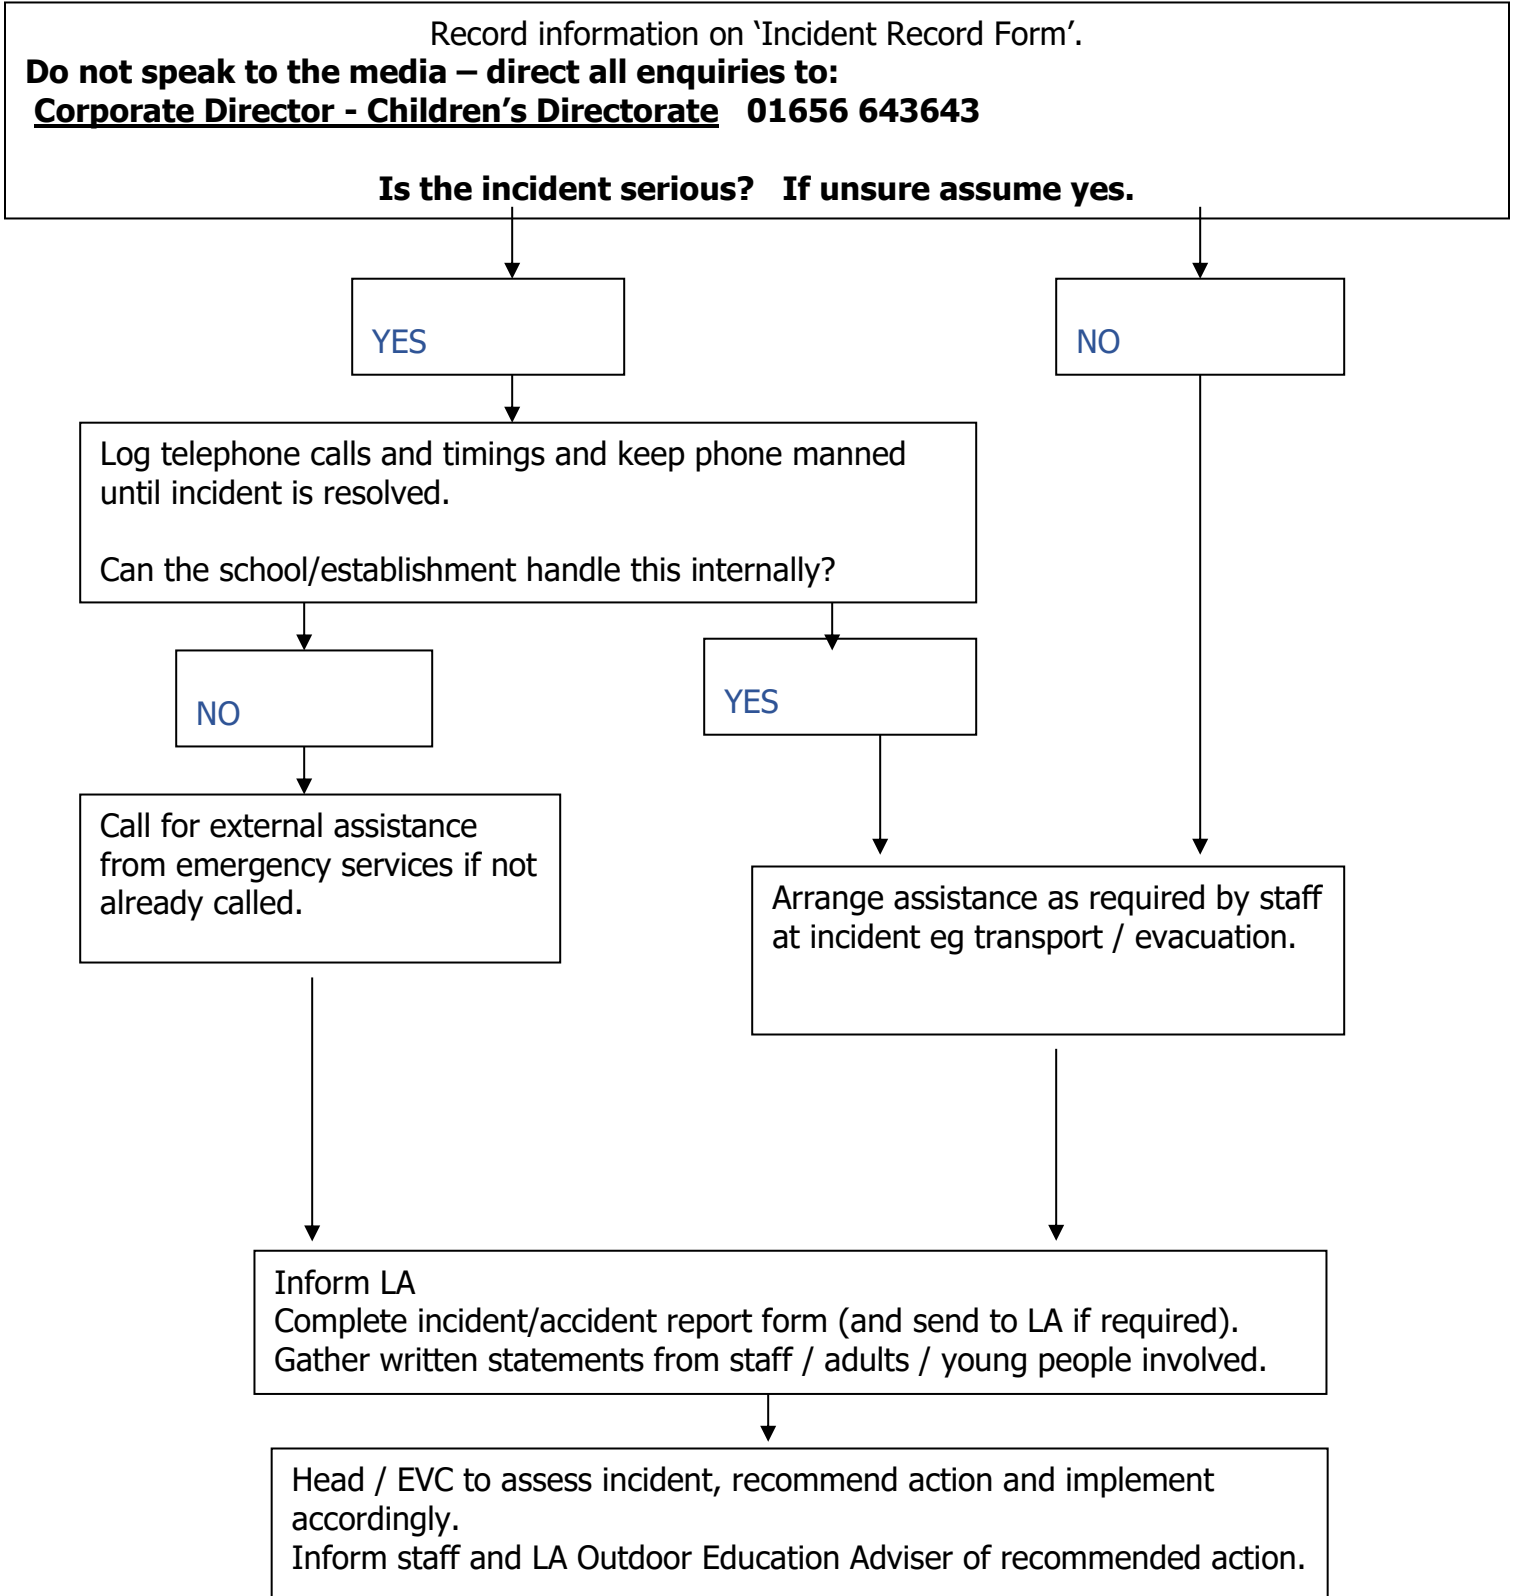 Record information on ‘Incident Record Form’.
Do not speak to the media – direct all enquiries to:
Corporate Director - Children’s Directorate 01656 643643
Is the incident serious? If unsure assume yes.
YES
NO
Log telephone calls and timings and keep phone manned
until incident is resolved.
Can the school/establishment handle this internally?
NO
YES
Call for external assistance
from emergency services if not
already called.
Arrange assistance as required by staff
at incident eg transport / evacuation.
Inform LA
Complete incident/accident report form (and send to LA if required).
Gather written statements from staff / adults / young people involved.
Head / EVC to assess incident, recommend action and implement
accordingly.
Inform staff and LA Outdoor Education Adviser of recommended action.